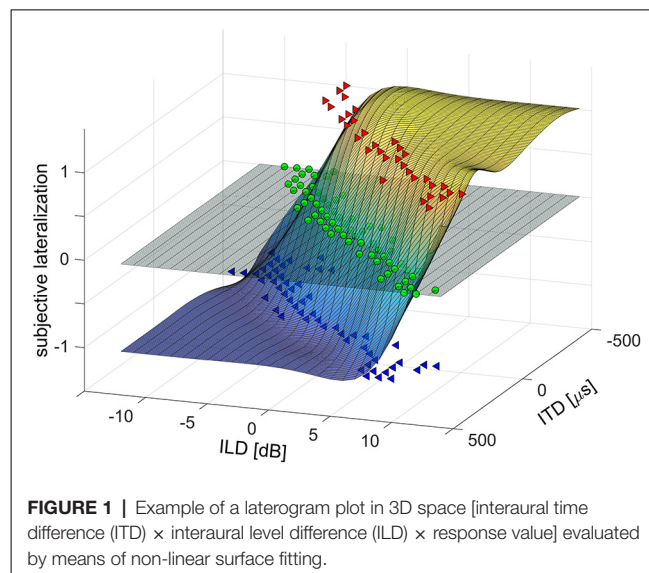 subjective lateralization
1
0
-1
-10
-5
0
5
10
ILD [dB]
-500
0
500
ITD [μs]
FIGURE 1 | Example of a laterogram plot in 3D space [interaural time
difference (ITD) × interaural level difference (ILD) × response value] evaluated
by means of non-linear surface fitting.